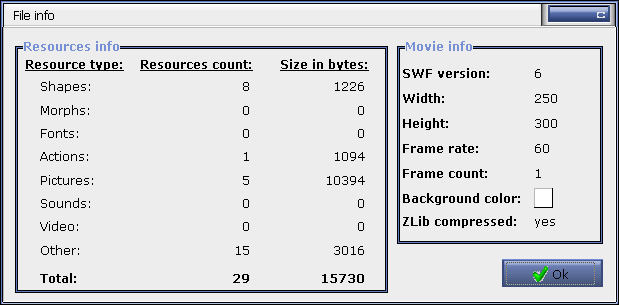 File info
Resources info
Resource type: Resources count: Size in bytes:
Shapes: 8 1226
Morphs: 0 0
Fonts: 0 0
Actions: 1 1094
Pictures: 5 10394
Sounds: 0 0
Video: 0 0
Other: 15 3016
Total: 29 15730
Movie info
SWF version: 6
Width: 250
Height: 300
Frame rate: 60
Frame count: 1
Background color:
ZLib compressed: yes
Ok